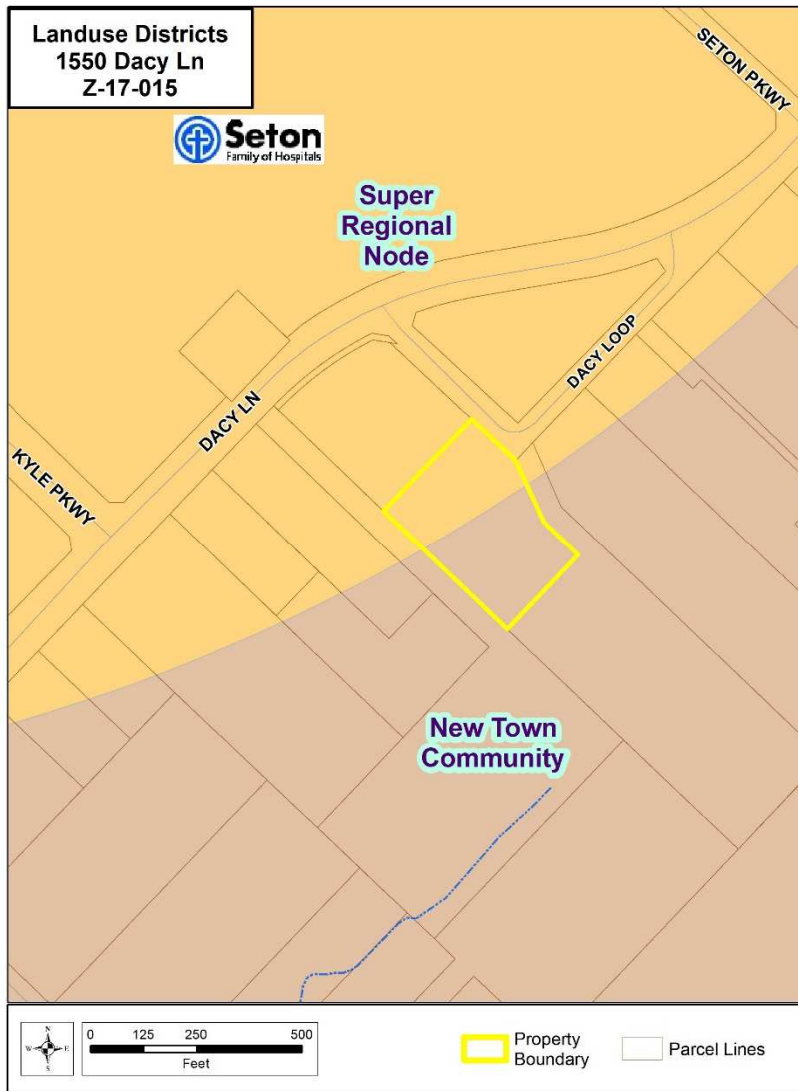 Landuse Districts
1550 Dacy Ln
Z-17-015
SETON PKWY
Seton
Family of Hospitals
Super
Regional
Node
DACY LOOP
DACY LN
KYLE PKWY
New Town
Community
N
W E
S
0 125 250 500
Feet
Property
Boundary
Parcel Lines